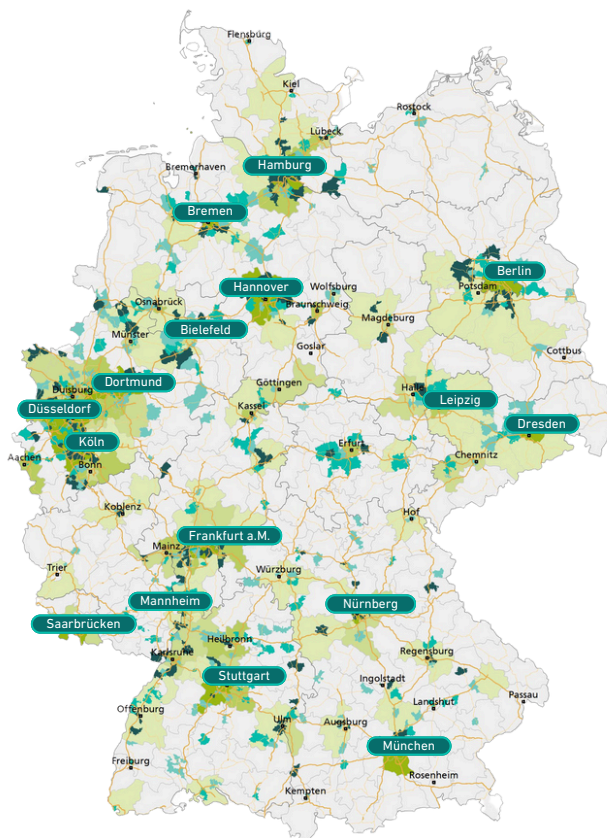 Flensbürg
Kiel
Rostock
Lübeck
Bremerhaven
Hamburg
Bremen
Berlin
Potsdam
Hannover
Wolfsburg
Osnabrück
Braunschweig
Magdeburg
Bielefeld
Münster
Goslar
Cottbus
Dortmund
Duisburg
Göttingen
Halle
Leipzig
Düsseldorf
Kassel
Dresden
Köln
Erfurt
Aachen
Bonn
Chemnitz
Koblenz
Hof
Frankfurt a.M.
Mainz
Trier
Würzburg
Mannheim
Nürnberg
Saarbrücken
Heilbronn
Karlsruhe
Regensburg
Stuttgart
Ingolstadt
Landshut
Passau
Offenburg
Ulm
Augsburg
München
Freiburg
Rosenheim
Kempten